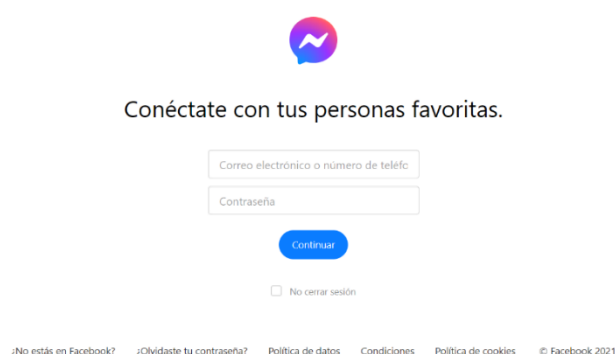 Conéctate con tus personas favoritas.
Correo electrónico o número de teléfc
Contraseña
Continuar
No cerrar sesión
¿No estás en Facebook? ¿Olvidaste tu contraseña? Política de datos Condiciones Política de cookies © Facebook 2021